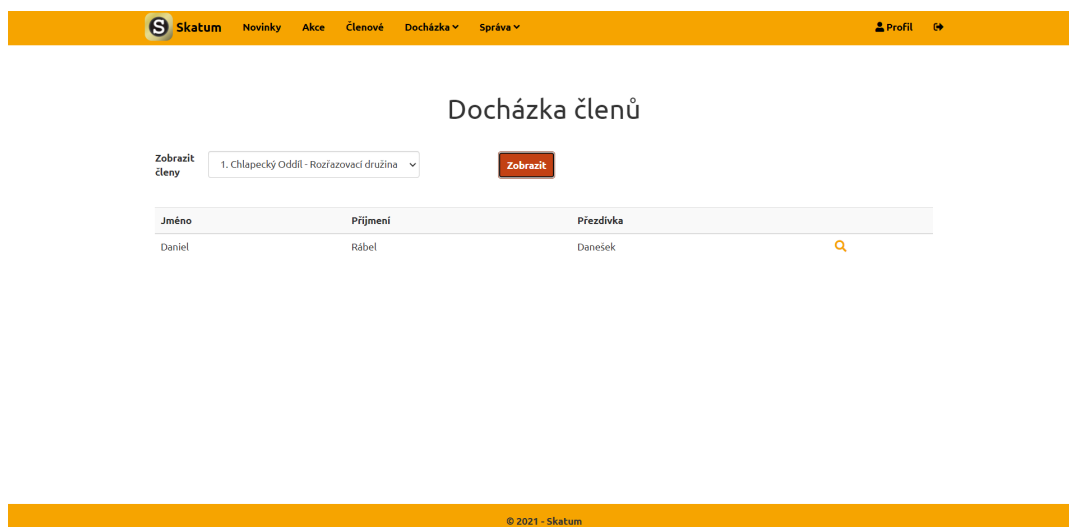 S Skatum Novinky Akce Členové Docházka Správa Profil
Docházka členů
Zobrazit
členy
1. Chlapecký Oddíl - Rozřazovací družina
Zobrazit
Jméno Příjmení Přezdívka
Daniel Rábel Danešek
© 2021 - Skatum